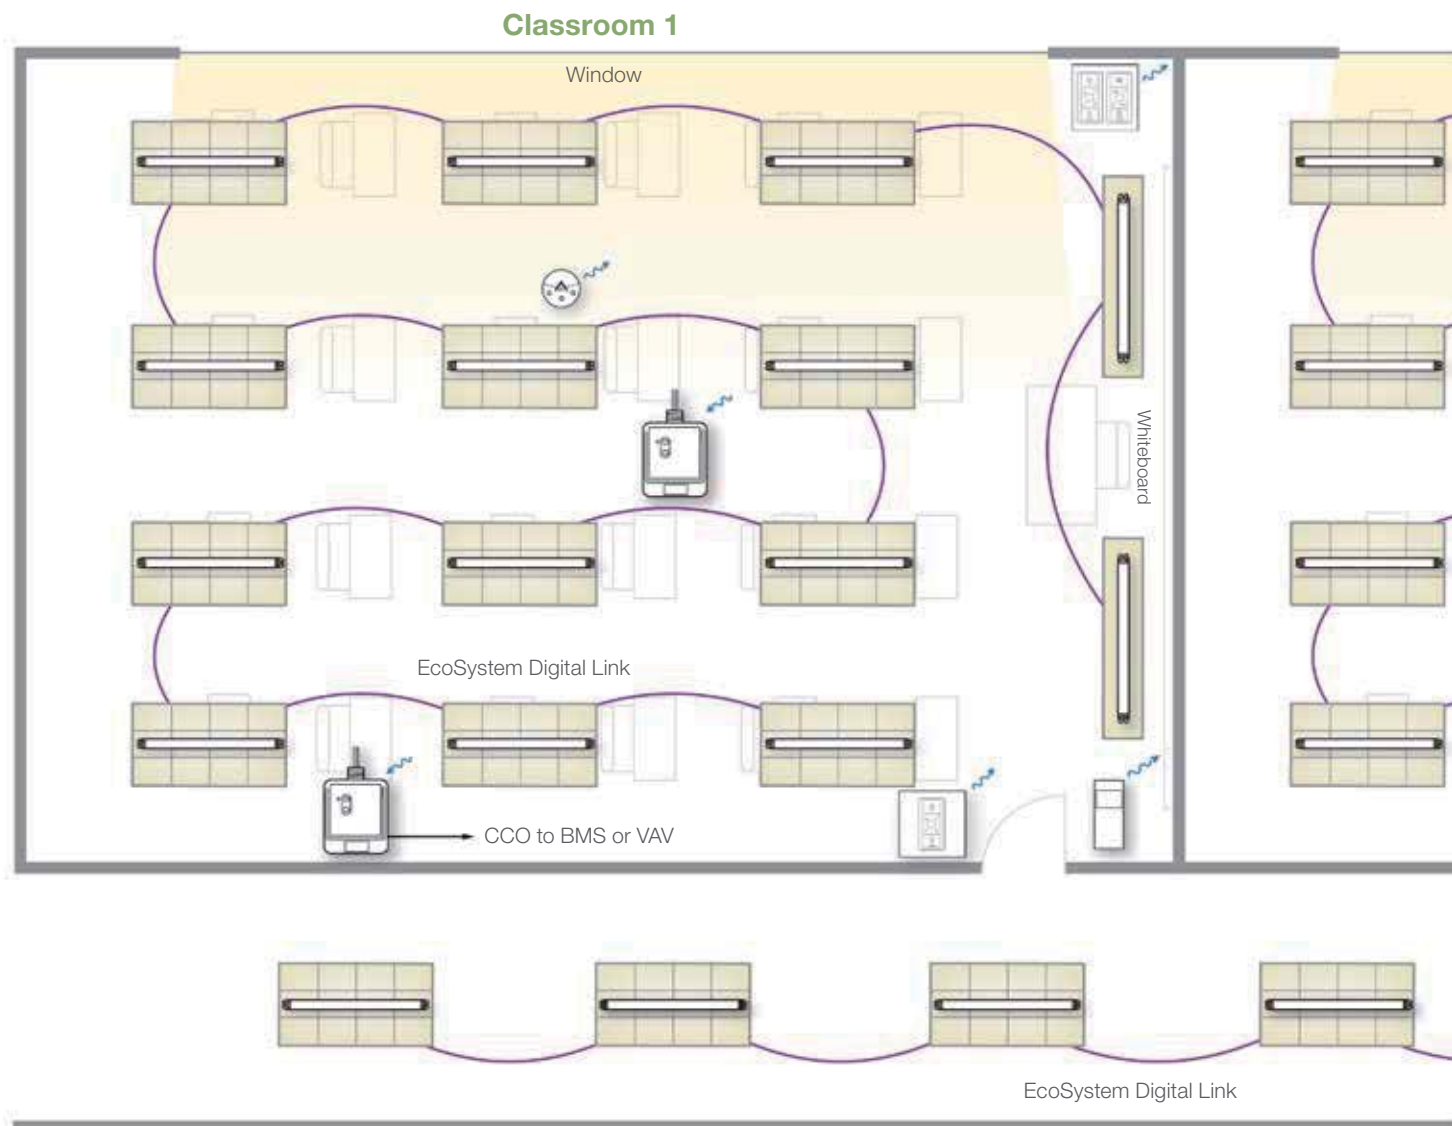 Classroom 1
Window
Whiteboard
EcoSystem Digital Link
CCO to BMS or VAV
EcoSystem Digital Link